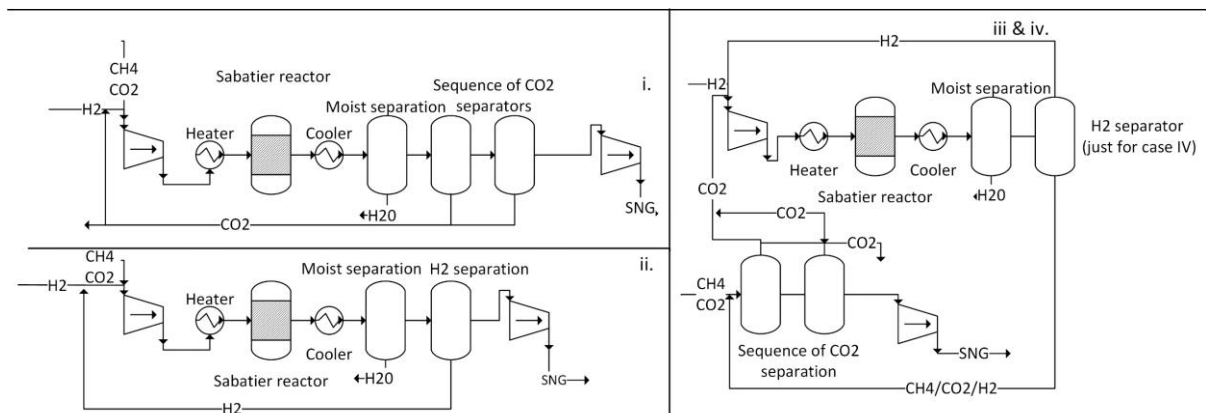 i.
CH4
CO2
H2
Sabatier reactor
Sequence of CO2
Moist separation separators
Heater
Cooler
H20
CO2
SNG
ii.
CH4
CO2
H2
Moist separation
H2 separation
Heater
Cooler
Sabatier reactor
H20
SNG
H2
iii & iv.
H2
H2
Moist separation
H2 separator
(just for case IV)
Heater
Cooler
Sabatier reactor
H20
CO2
CO2
CO2
CH4
CO2
Sequence of CO2
separation
SNG
CH4/CO2/H2